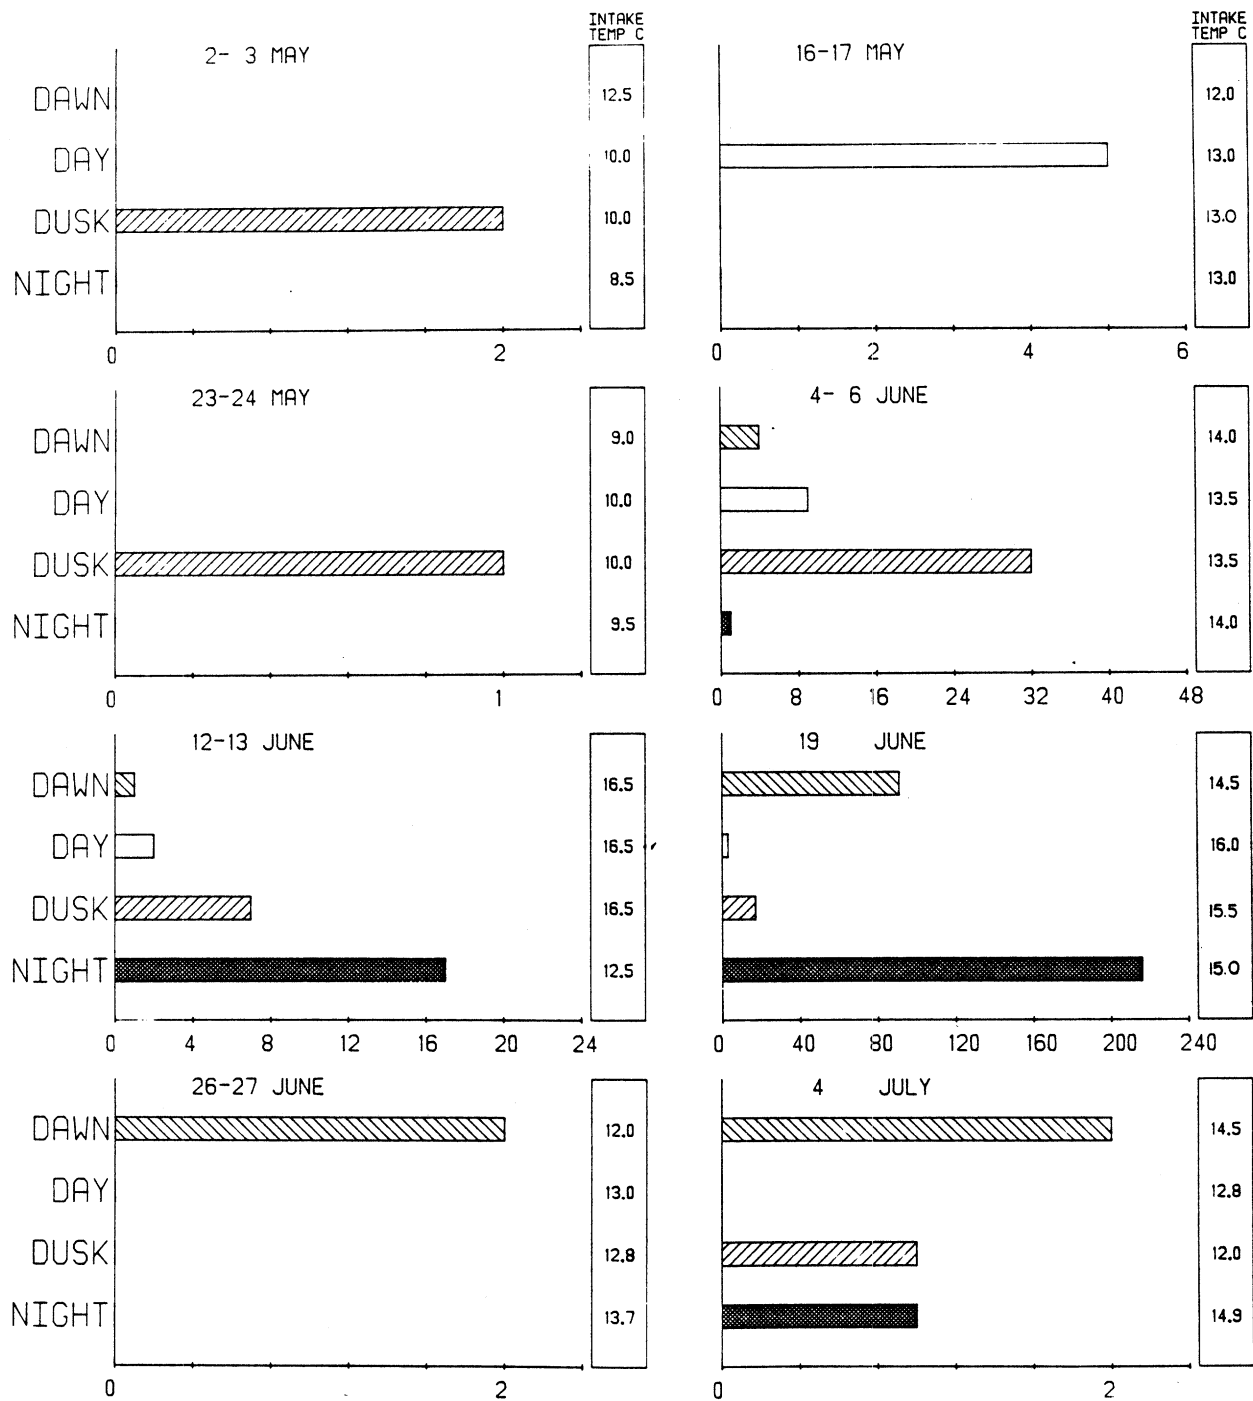 INTAKE
TEMP C
2- 3 MAY
DAWN 12.5
DAY 10.0
DUSK 10.0
NIGHT 8.5
0 2
INTAKE
TEMP C
16-17 MAY
12.0
13.0
13.0
13.0
0 2 4 6
23-24 MAY
DAWN 9.0
DAY 10.0
DUSK 10.0
NIGHT 9.5
0 1
4- 6 JUNE
14.0
13.5
13.5
14.0
0 8 16 24 32 40 48
12-13 JUNE
DAWN 16.5
DAY 16.5
DUSK 16.5
NIGHT 12.5
0 4 8 12 16 20 24
19 JUNE
14.5
16.0
15.5
15.0
0 40 80 120 160 200 240
26-27 JUNE
DAWN 12.0
DAY 13.0
DUSK 12.8
NIGHT 13.7
0 2
4 JULY
14.5
12.8
12.0
14.9
0 2